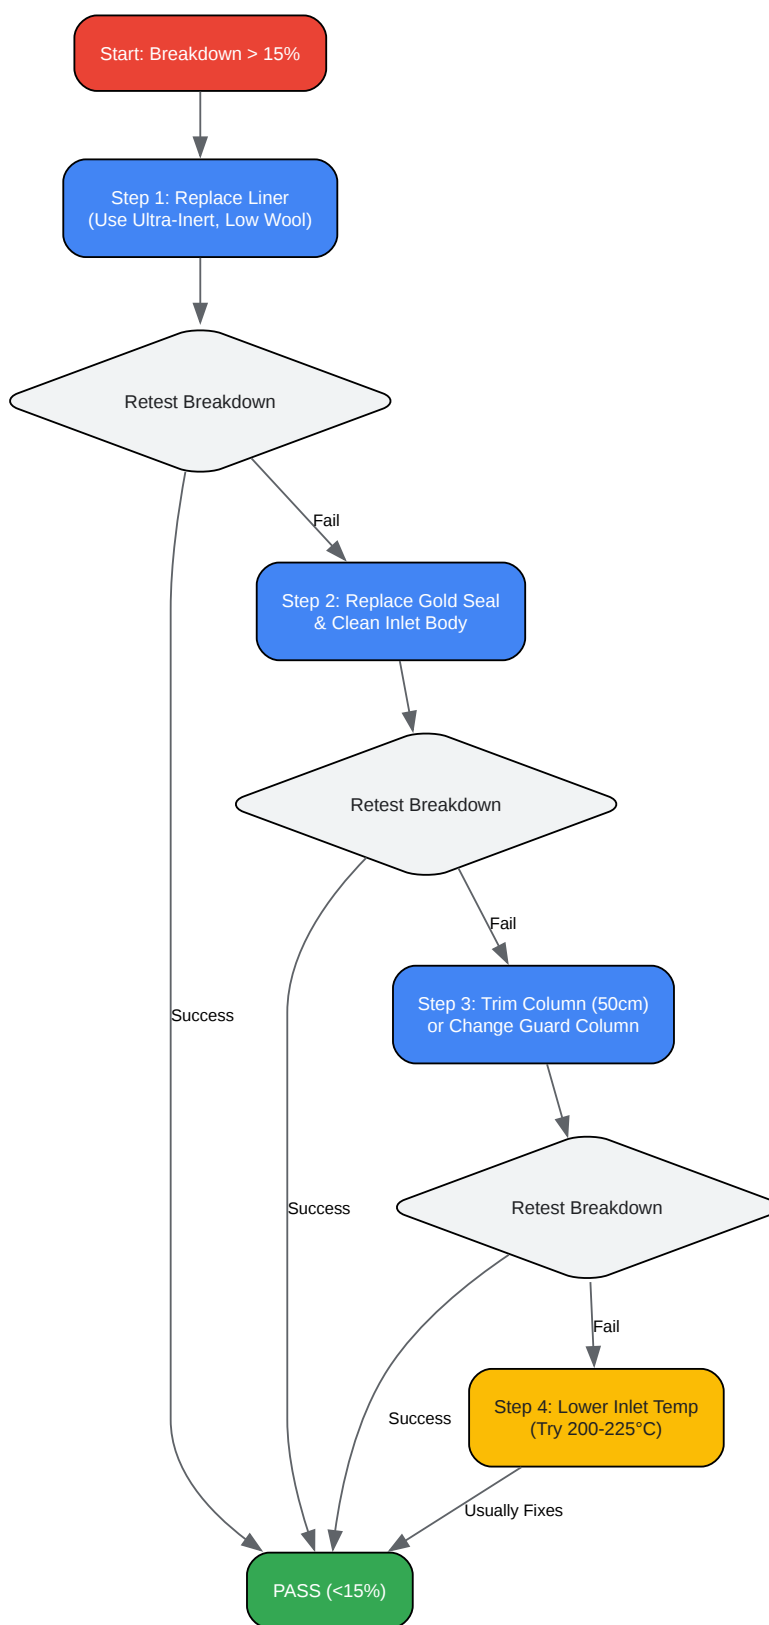 Start: Breakdown > 15%
Step 1: Replace Liner
(Use Ultra-Inert, Low Wool)
Retest Breakdown
Fail
Step 2: Replace Gold Seal
& Clean Inlet Body
Retest Breakdown
Fail
Step 3: Trim Column (50cm)
or Change Guard Column
Success
Retest Breakdown
Success
Fail
Step 4: Lower Inlet Temp
(Try 200-225°C)
Success
Usually Fixes
PASS (<15%)